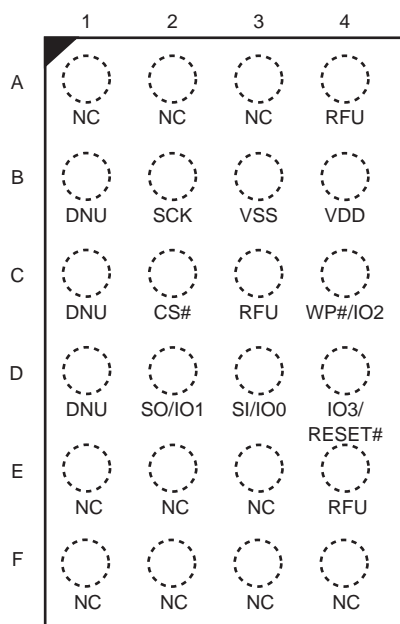 1 2 3 4
A
NC NC NC RFU
B
DNU SCK VSS VDD
C
DNU CS# RFU WP#/IO2
D
DNU SO/IO1 SI/IO0 IO3/
RESET#
E
NC NC NC RFU
F
NC NC NC NC